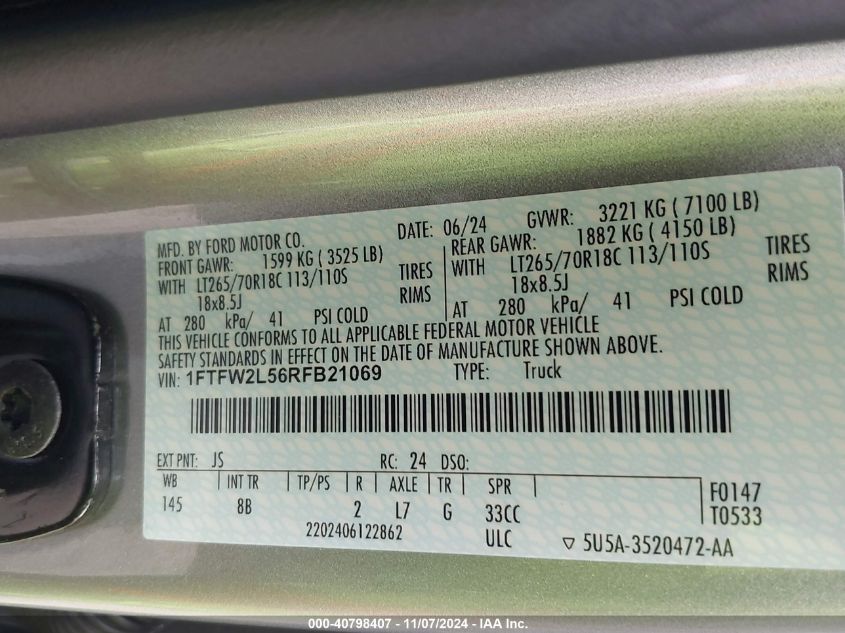 MFD. BY FORD MOTOR CO. DATE: 06/24 GVWR: 3221 KG ( 7100 LB)
FRONT GAWR: 1599 KG ( 3525 LB) REAR GAWR: 1882 KG ( 4150 LB)
WITH LT265/70R18C 113/110S TIRES WITH LT265/70R18C 113/110S TIRES
18x8.5J RIMS 18x8.5J RIMS
AT 280 kPa/ 41 PSI COLD AT 280 kPa/ 41 PSI COLD
THIS VEHICLE CONFORMS TO ALL APPLICABLE FEDERAL MOTOR VEHICLE
SAFETY STANDARDS IN EFFECT ON THE DATE OF MANUFACTURE SHOWN ABOVE.
VIN: 1FTFW2L56RFB21069 TYPE: Truck
EXT PNT: JS RC: 24 DSO:
WB INT TR TP/PS R AXLE TR SPR F0147
145 8B 2 L7 G 33CC T0533
2202406122862 ULC ▽ 5U5A-3520472-AA
000-40798407 - 11/07/2024 - IAA Inc.